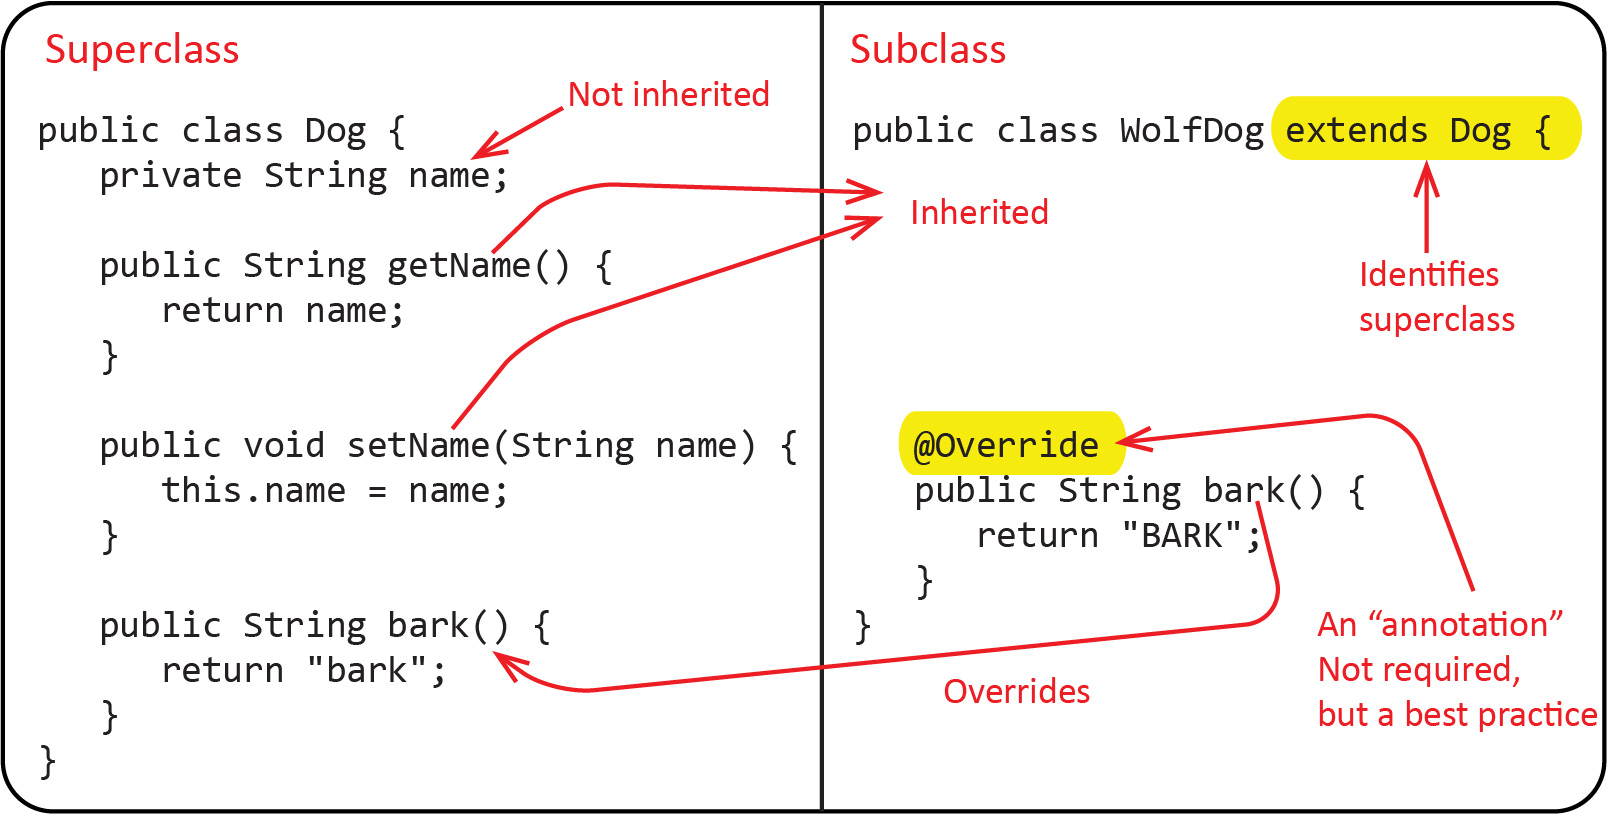 Superclass
Not inherited
public class Dog {
private String name;
public String getName() {
return name;
}
public void setName(String name) {
this.name = name;
}
public String bark() {
return "bark";
}
}
Subclass
public class WolfDog extends Dog {
Inherited
Identifies
superclass
@Override
public String bark() {
return "BARK";
}
}
An “annotation”
Not required,
but a best practice
Overrides